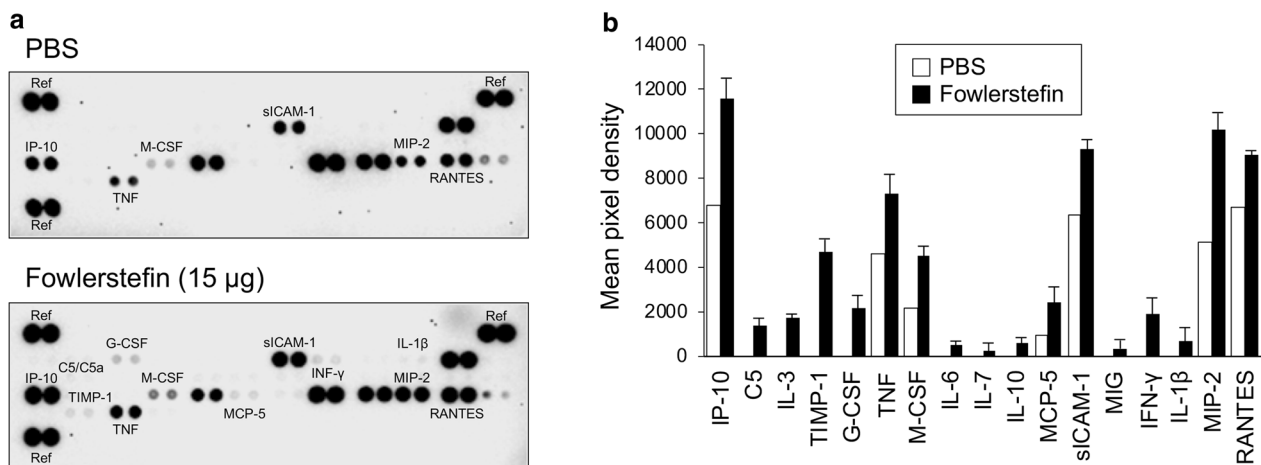 a
PBS
Ref
Ref
sICAM-1
IP-10
M-CSF
MIP-2
TNF
RANTES
Ref
Fowlerstefin (15 µg)
Ref
Ref
G-CSF
sICAM-1
IL-1β
C5/C5a
INF-γ
IP-10
M-CSF
MIP-2
TIMP-1
MCP-5
RANTES
TNF
Ref
b
14000
12000
10000
8000
6000
4000
2000
0
Mean pixel density
PBS
Fowlerstefin
IP-10
C5
IL-3
TIMP-1
G-CSF
TNF
M-CSF
IL-6
IL-7
IL-10
MCP-5
sICAM-1
MIG
IFN-γ
IL-1β
MIP-2
RANTES